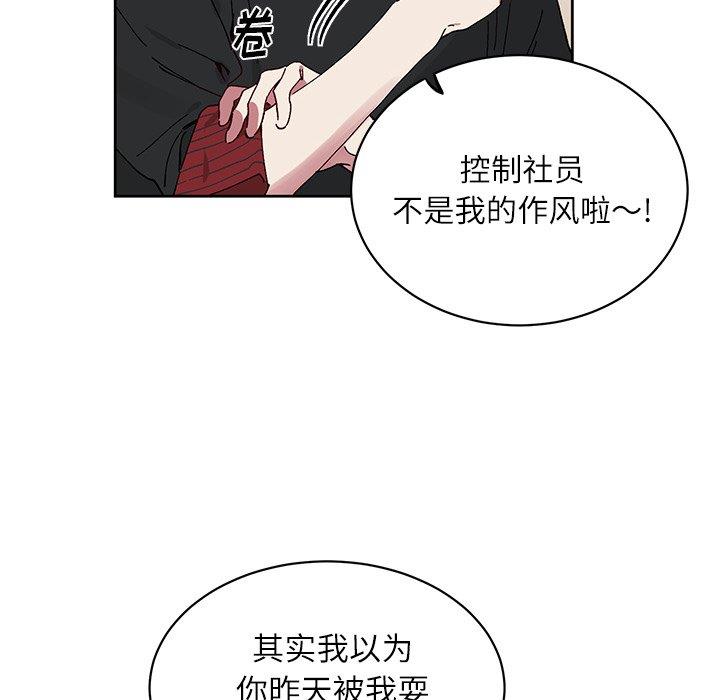 卷
控制社员
不是我的作风啦～!
其实我以为
你昨天被我耍